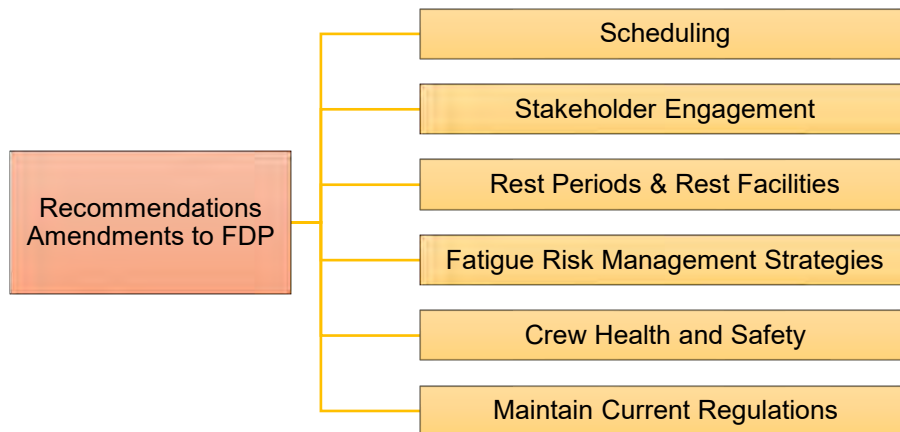 Scheduling
Stakeholder Engagement
Rest Periods & Rest Facilities
Recommendations
Amendments to FDP
Fatigue Risk Management Strategies
Crew Health and Safety
Maintain Current Regulations